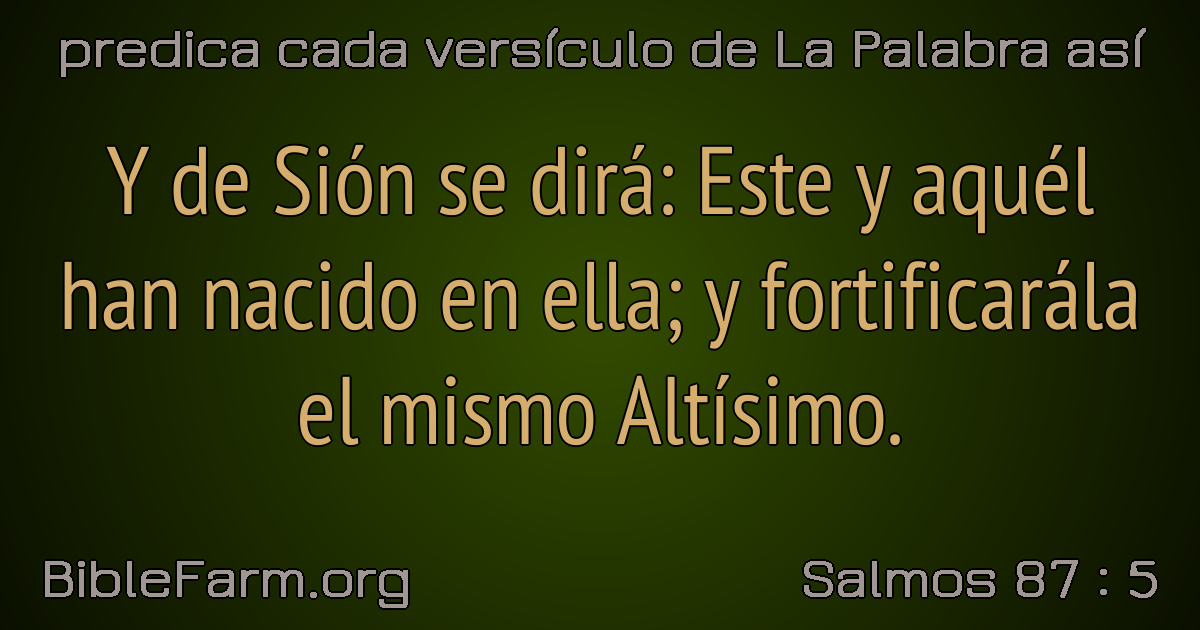 predica cada versículo de La Palabra así
Y de Sión se dirá: Este y aquél
han nacido en ella; y fortificarála
el mismo Altísimo.
BibleFarm.org
Salmos 87 : 5